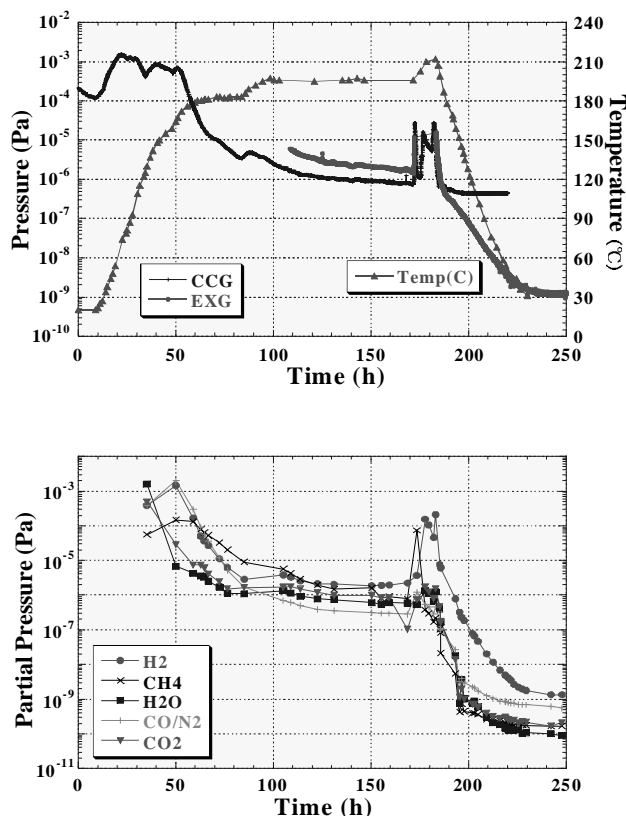 10⁻² 240
10⁻³ 210
10⁻⁴ 180
10⁻⁵ 150
10⁻⁶ 120
10⁻⁷ 90
10⁻⁸ 60
10⁻⁹ 30
10⁻¹⁰ 0
Pressure (Pa)
Temperature (℃)
CCG
EXG
Temp(C)
0 50 100 150 200 250
Time (h)
10⁻³
10⁻⁵
10⁻⁷
10⁻⁹
10⁻¹¹
Partial Pressure (Pa)
H2
CH4
H2O
CO/N2
CO2
0 50 100 150 200 250
Time (h)